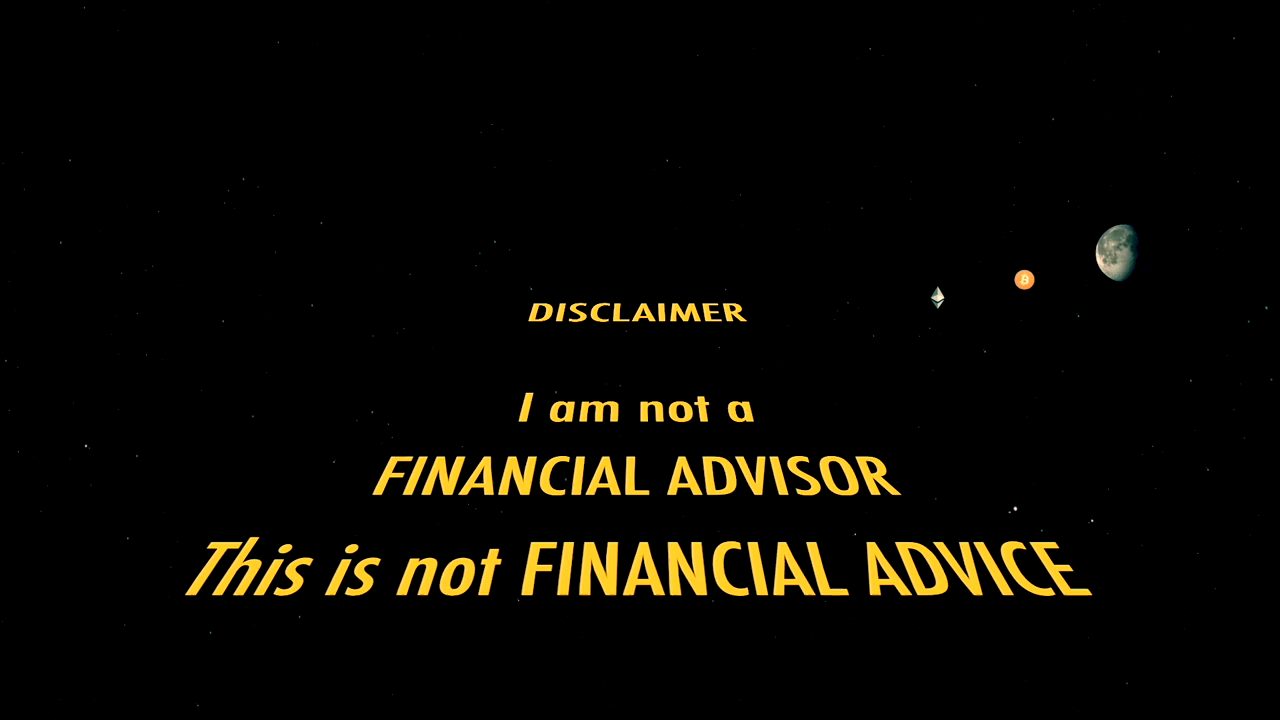 DISCLAIMER
I am not a
FINANCIAL ADVISOR
This is not FINANCIAL ADVICE